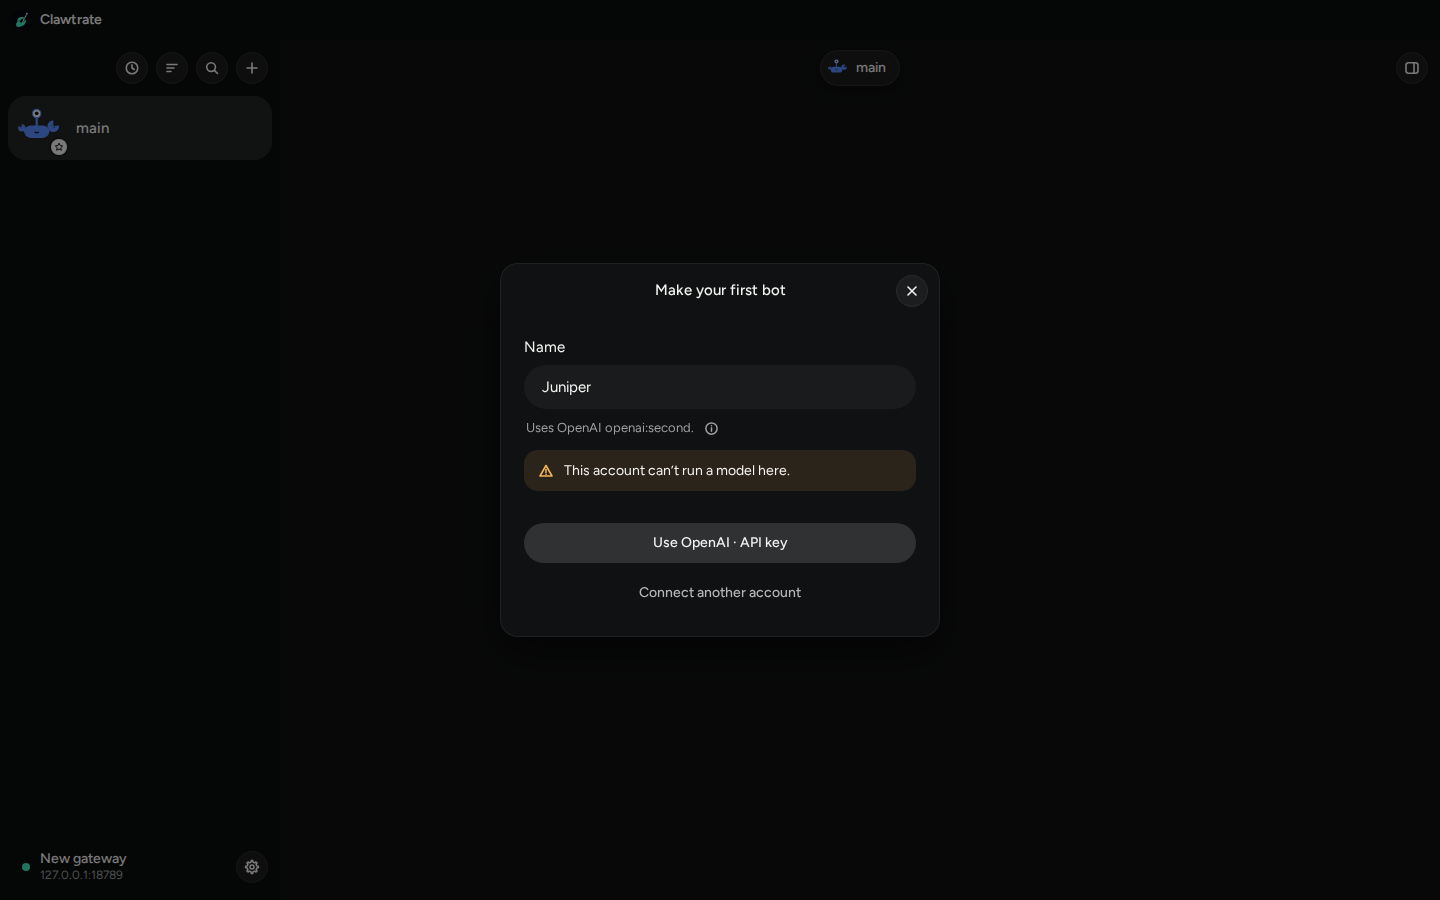 Clawtrate
main
main
Make your first bot
Name
Juniper
Uses OpenAI openai:second.
This account can’t run a model here.
Use OpenAI · API key
Connect another account
New gateway
127.0.0.1:18789